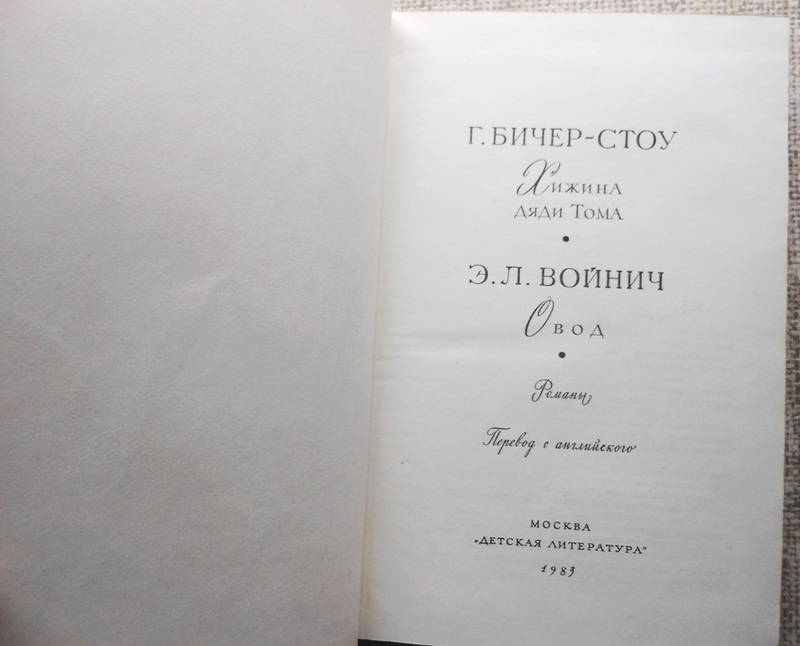 Г. БИЧЕР-СТОУ
Хижина
дяди Тома
•
Э. Л. ВОЙНИЧ
Овод
•
Романы
Перевод с английского
МОСКВА
"ДЕТСКАЯ ЛИТЕРАТУРА"
1983